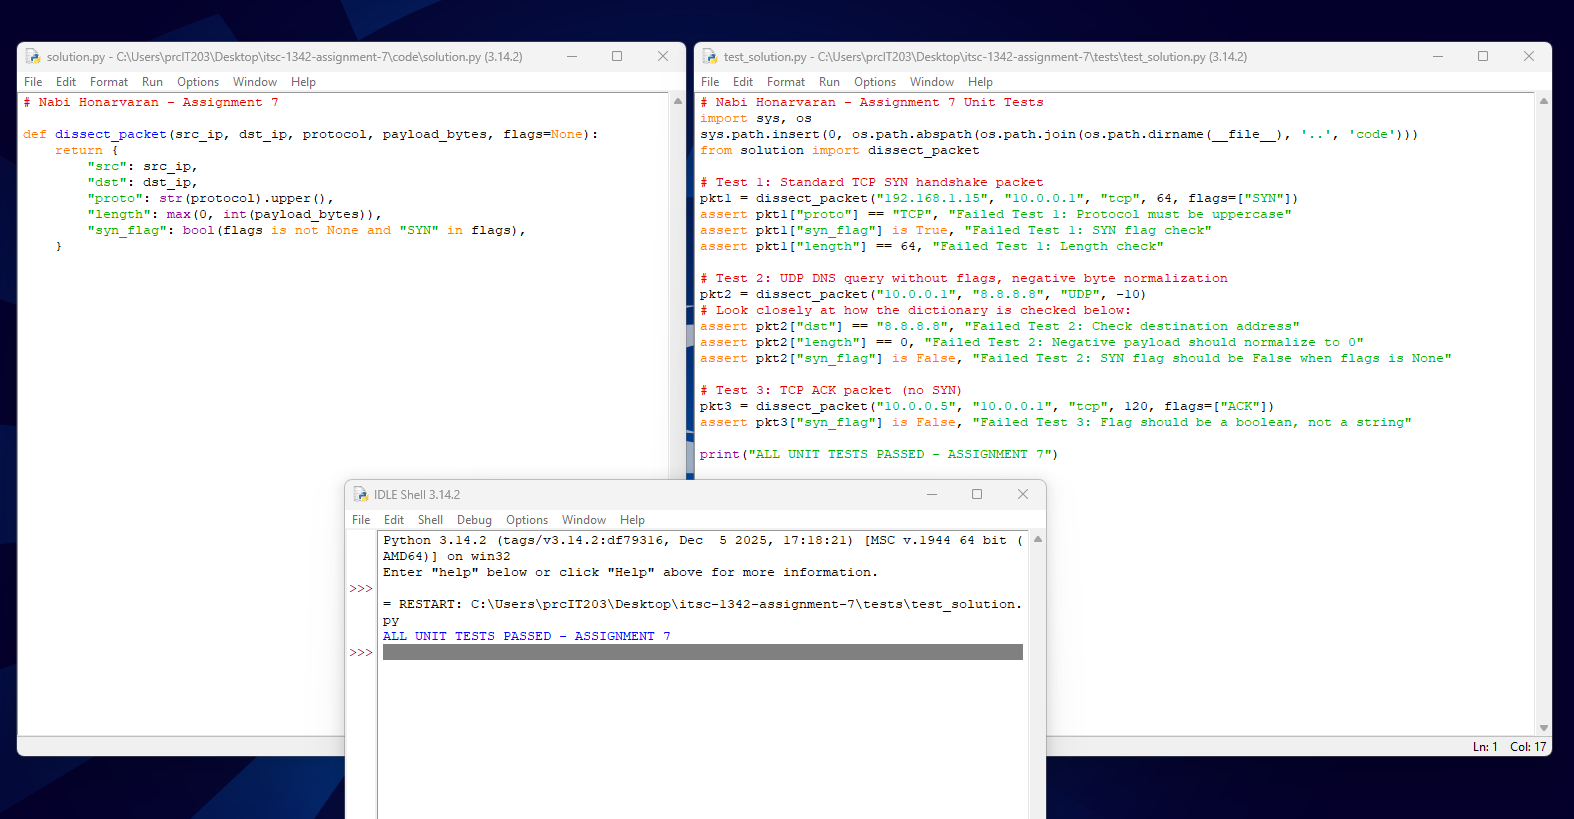 solution.py - C:\Users\prcIT203\Desktop\itsc-1342-assignment-7\code\solution.py (3.14.2)
File Edit Format Run Options Window Help
# Nabi Honarvaran - Assignment 7

def dissect_packet(src_ip, dst_ip, protocol, payload_bytes, flags=None):
    return {
        "src": src_ip,
        "dst": dst_ip,
        "proto": str(protocol).upper(),
        "length": max(0, int(payload_bytes)),
        "syn_flag": bool(flags is not None and "SYN" in flags),
    }
test_solution.py - C:\Users\prcIT203\Desktop\itsc-1342-assignment-7\tests\test_solution.py (3.14.2)
File Edit Format Run Options Window Help
# Nabi Honarvaran - Assignment 7 Unit Tests
import sys, os
sys.path.insert(0, os.path.abspath(os.path.join(os.path.dirname(__file__), '..', 'code')))
from solution import dissect_packet

# Test 1: Standard TCP SYN handshake packet
pkt1 = dissect_packet("192.168.1.15", "10.0.0.1", "tcp", 64, flags=["SYN"])
assert pkt1["proto"] == "TCP", "Failed Test 1: Protocol must be uppercase"
assert pkt1["syn_flag"] is True, "Failed Test 1: SYN flag check"
assert pkt1["length"] == 64, "Failed Test 1: Length check"

# Test 2: UDP DNS query without flags, negative byte normalization
pkt2 = dissect_packet("10.0.0.1", "8.8.8.8", "UDP", -10)
# Look closely at how the dictionary is checked below:
assert pkt2["dst"] == "8.8.8.8", "Failed Test 2: Check destination address"
assert pkt2["length"] == 0, "Failed Test 2: Negative payload should normalize to 0"
assert pkt2["syn_flag"] is False, "Failed Test 2: SYN flag should be False when flags is None"

# Test 3: TCP ACK packet (no SYN)
pkt3 = dissect_packet("10.0.0.5", "10.0.0.1", "tcp", 120, flags=["ACK"])
assert pkt3["syn_flag"] is False, "Failed Test 3: Flag should be a boolean, not a string"

print("ALL UNIT TESTS PASSED - ASSIGNMENT 7")
Ln: 1 Col: 17
IDLE Shell 3.14.2
File Edit Shell Debug Options Window Help
Python 3.14.2 (tags/v3.14.2:df79316, Dec  5 2025, 17:18:21) [MSC v.1944 64 bit (
AMD64)] on win32
Enter "help" below or click "Help" above for more information.
>>>
= RESTART: C:\Users\prcIT203\Desktop\itsc-1342-assignment-7\tests\test_solution.
py
ALL UNIT TESTS PASSED - ASSIGNMENT 7
>>>